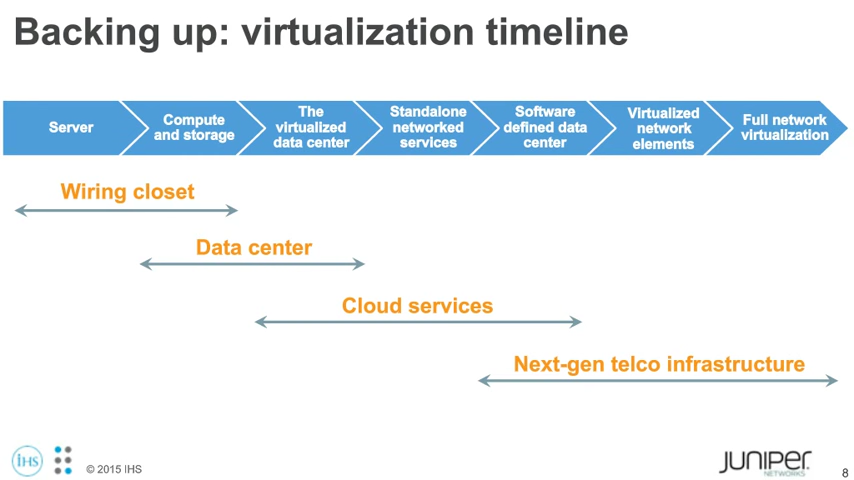 Backing up: virtualization timeline
Server
Compute
and storage
The
virtualized
data center
Standalone
networked
services
Software
defined data
center
Virtualized
network
elements
Full network
virtualization
Wiring closet
Data center
Cloud services
Next-gen telco infrastructure
iHS
© 2015 IHS
JUNIPER
NETWORKS
8